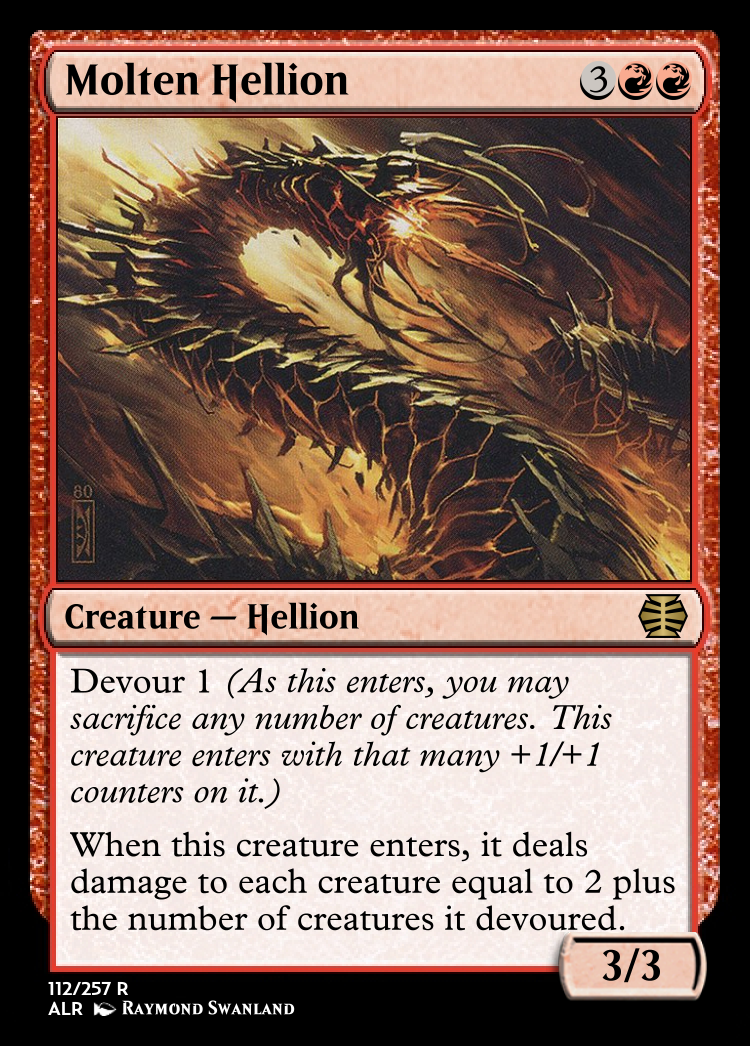 Molten Hellion 3
80
Creature — Hellion
Devour 1 (As this enters, you may
sacrifice any number of creatures. This
creature enters with that many +1/+1
counters on it.)
When this creature enters, it deals
damage to each creature equal to 2 plus
the number of creatures it devoured.
3/3
112/257 R
ALR Raymond Swanland